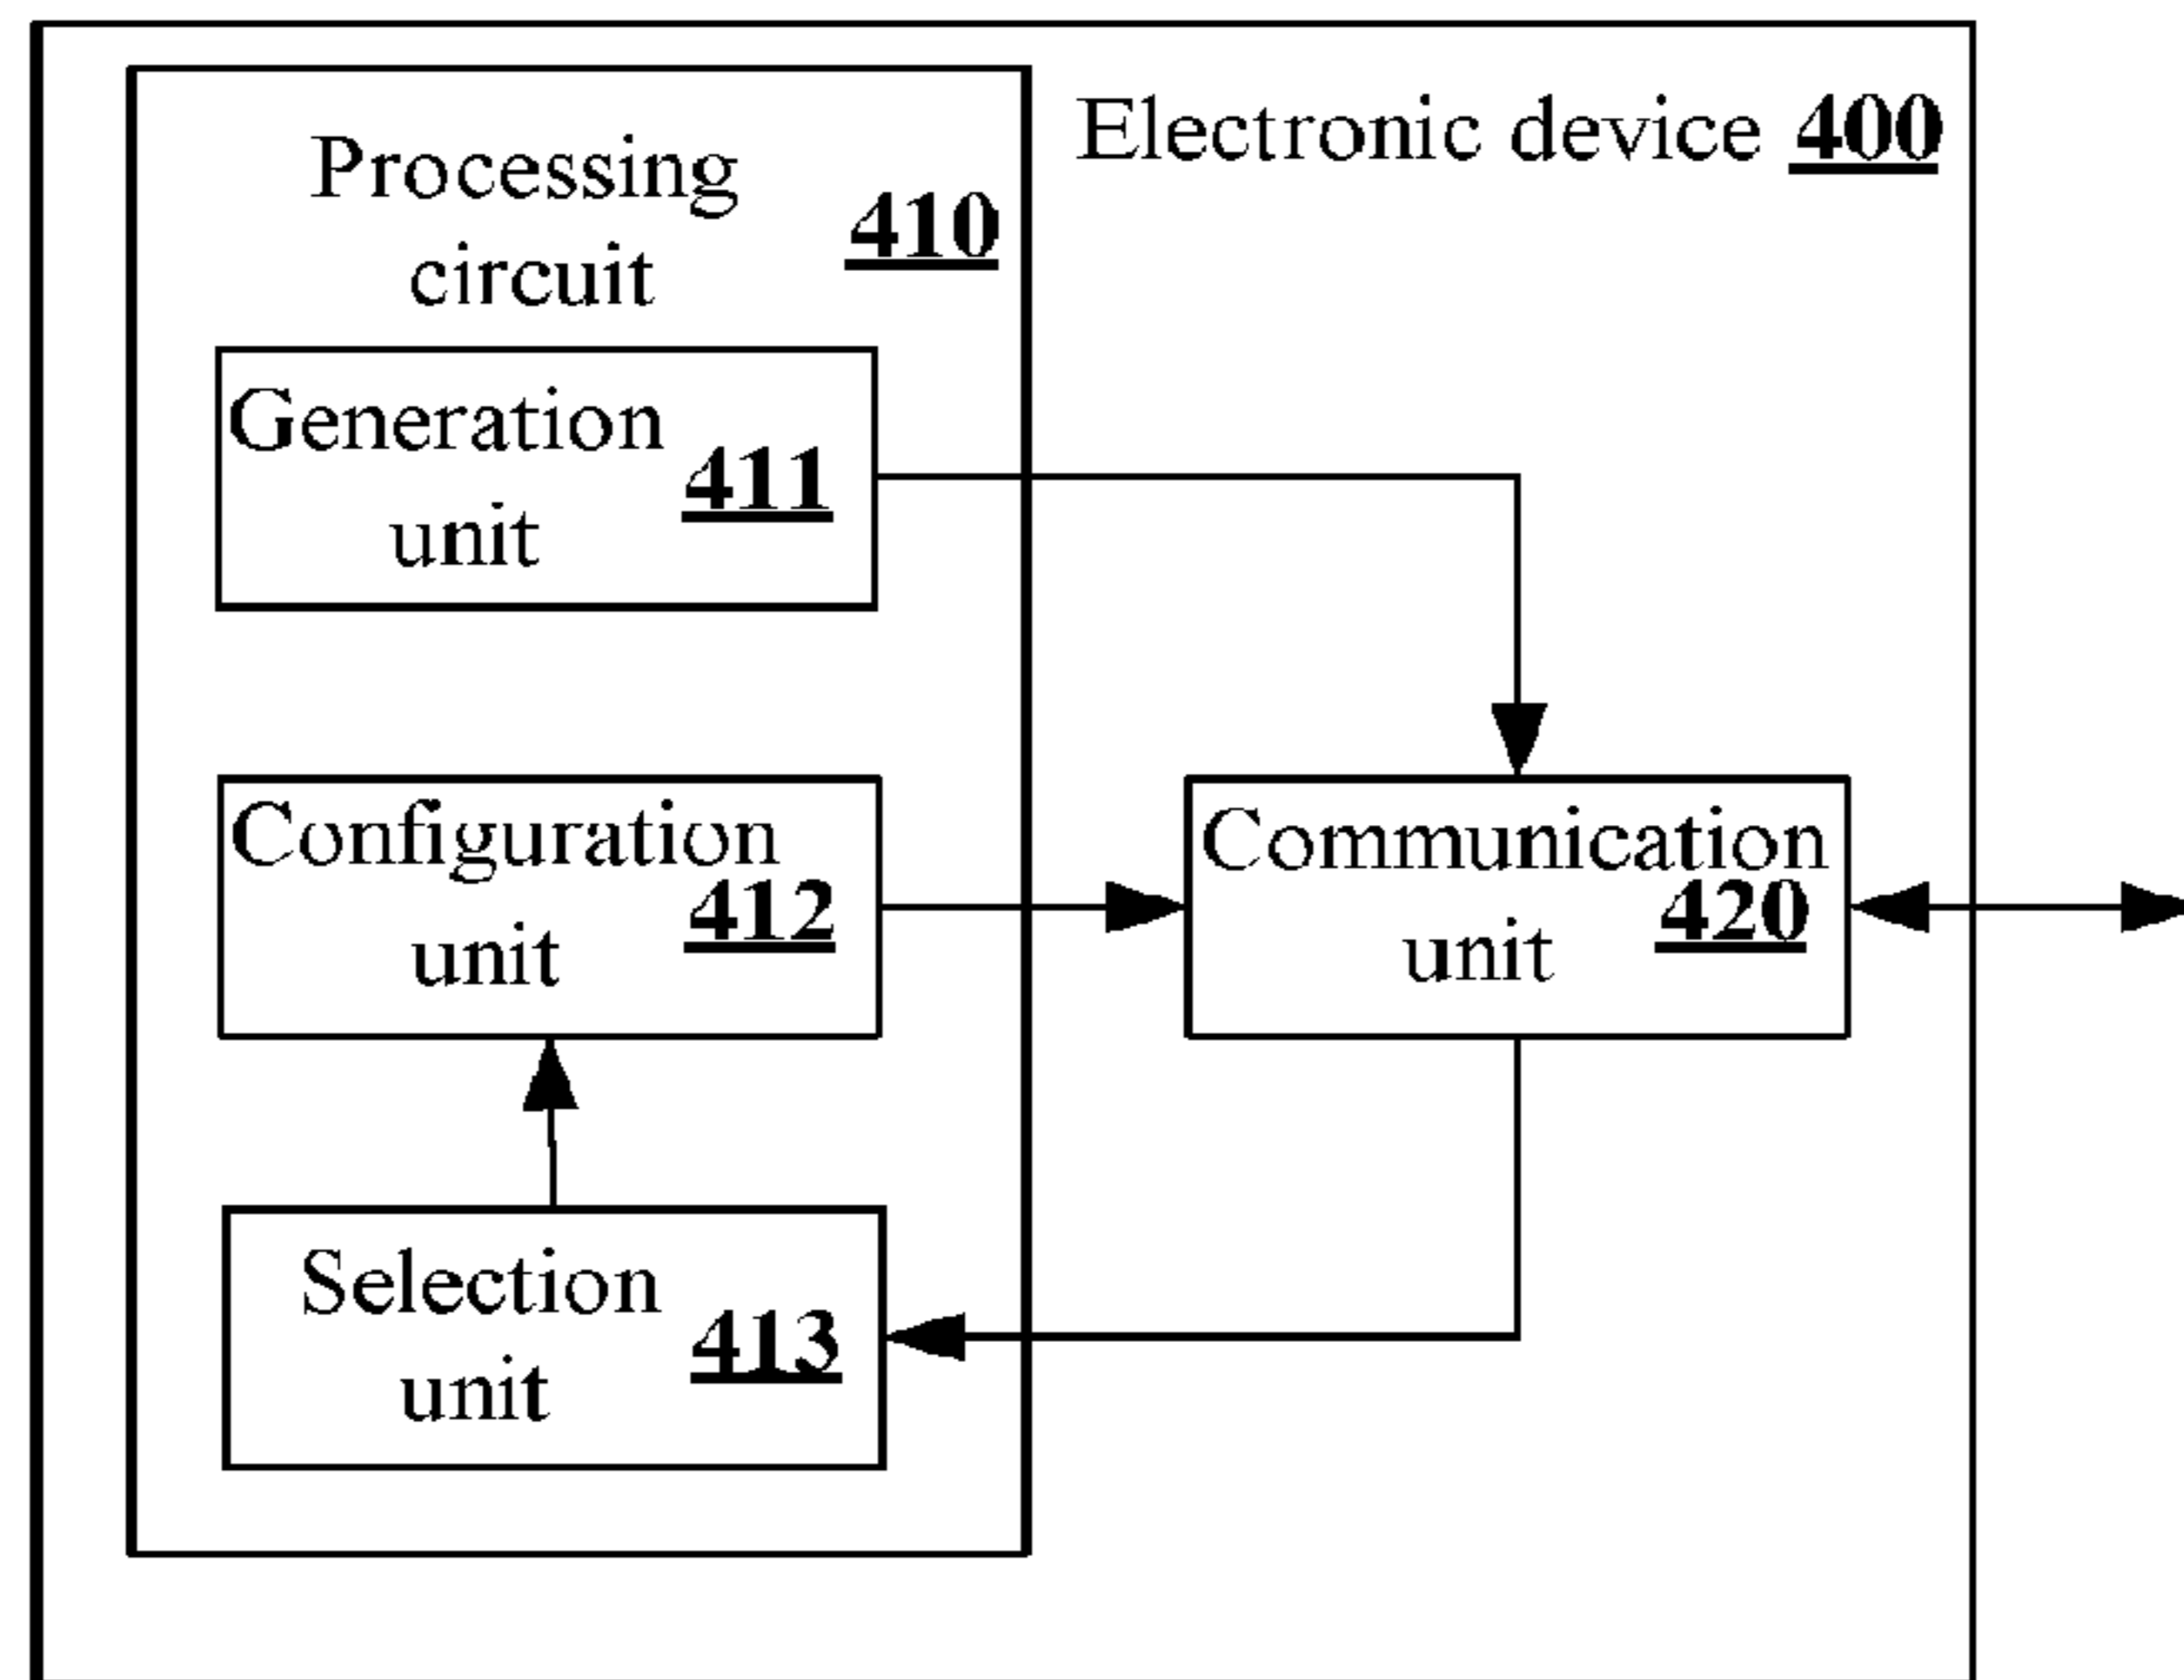 Electronic device 400
Processing
circuit
410
Generation
unit
411
Configuration
unit
412
Communication
unit
420
Selection
unit
413